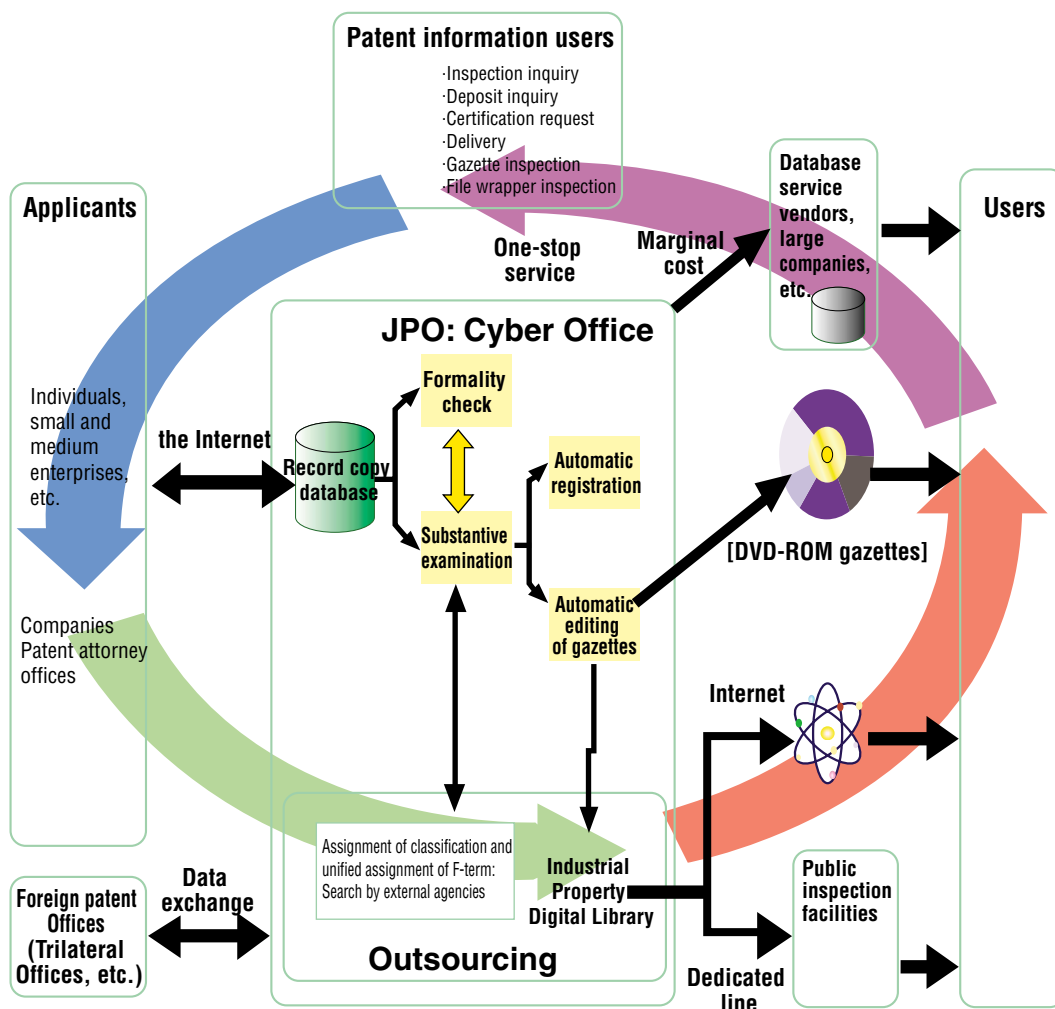 Patent information users
·Inspection inquiry
·Deposit inquiry
·Certification request
·Delivery
·Gazette inspection
·File wrapper inspection
Applicants
Individuals,
small and
medium
enterprises,
etc.
Companies
Patent attorney
offices
the Internet
One-stop
service
Marginal
cost
Database
service
vendors,
large
companies,
etc.
Users
JPO: Cyber Office
Formality
check
Record copy
database
Substantive
examination
Automatic
registration
Automatic
editing
of gazettes
[DVD-ROM gazettes]
Internet
Assignment of classification and
unified assignment of F-term:
Search by external agencies
Industrial
Property
Digital Library
Outsourcing
Foreign patent
Offices
(Trilateral
Offices, etc.)
Data
exchange
Dedicated
line
Public
inspection
facilities